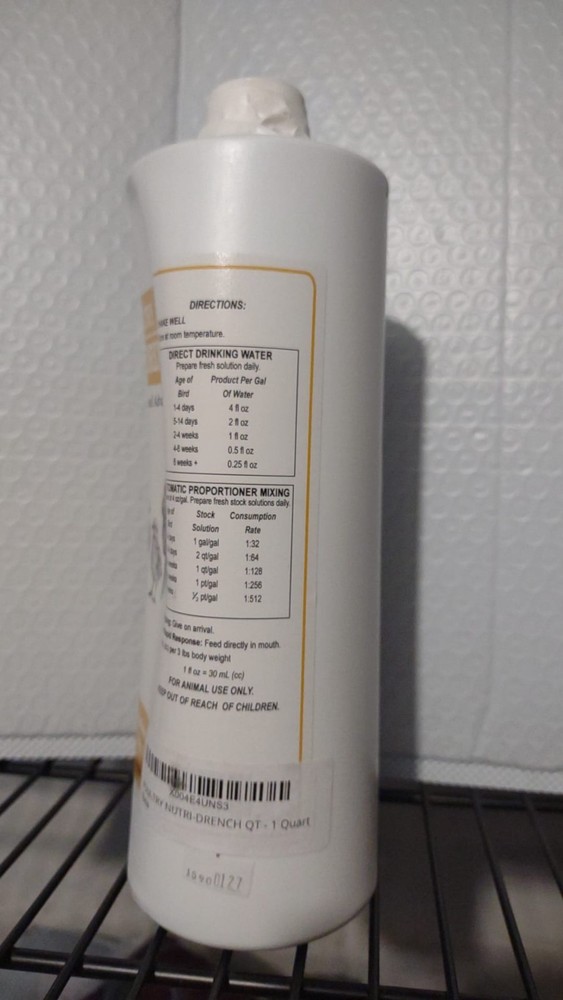 DIRECTIONS:
WELL
room temperature.
DIRECT DRINKING WATER
Prepare fresh solution daily.
Age of Product Per Gal
Bird Of Water
1-4 days 4 fl oz
5-14 days 2 fl oz
2-4 weeks 1 fl oz
4-6 weeks 0.5 fl oz
weeks + 0.25 fl oz
PROPORTIONER MIXING
Prepare fresh stock solutions daily.
Stock Consumption
Solution Rate
1 gal/gal 1:32
2 qt/gal 1:64
1 qt/gal 1:128
1 pt/gal 1:256
½ pt/gal 1:512
Give on arrival.
Response: Feed directly in mouth.
per 3 lbs body weight
1 fl oz = 30 mL (cc)
FOR ANIMAL USE ONLY.
OUT OF REACH OF CHILDREN.
X004E4UNS3
NUTRI-DRENCH QT - 1 Quart